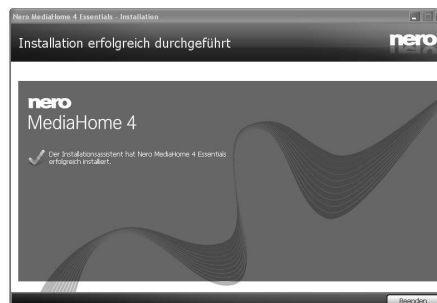 Nero MediaHome 4 Essentials - Installation
Installation erfolgreich durchgeführt
nero
nero
MediaHome 4
Der Installationsassistent hat Nero MediaHome 4 Essentials
erfolgreich installiert.
Beenden